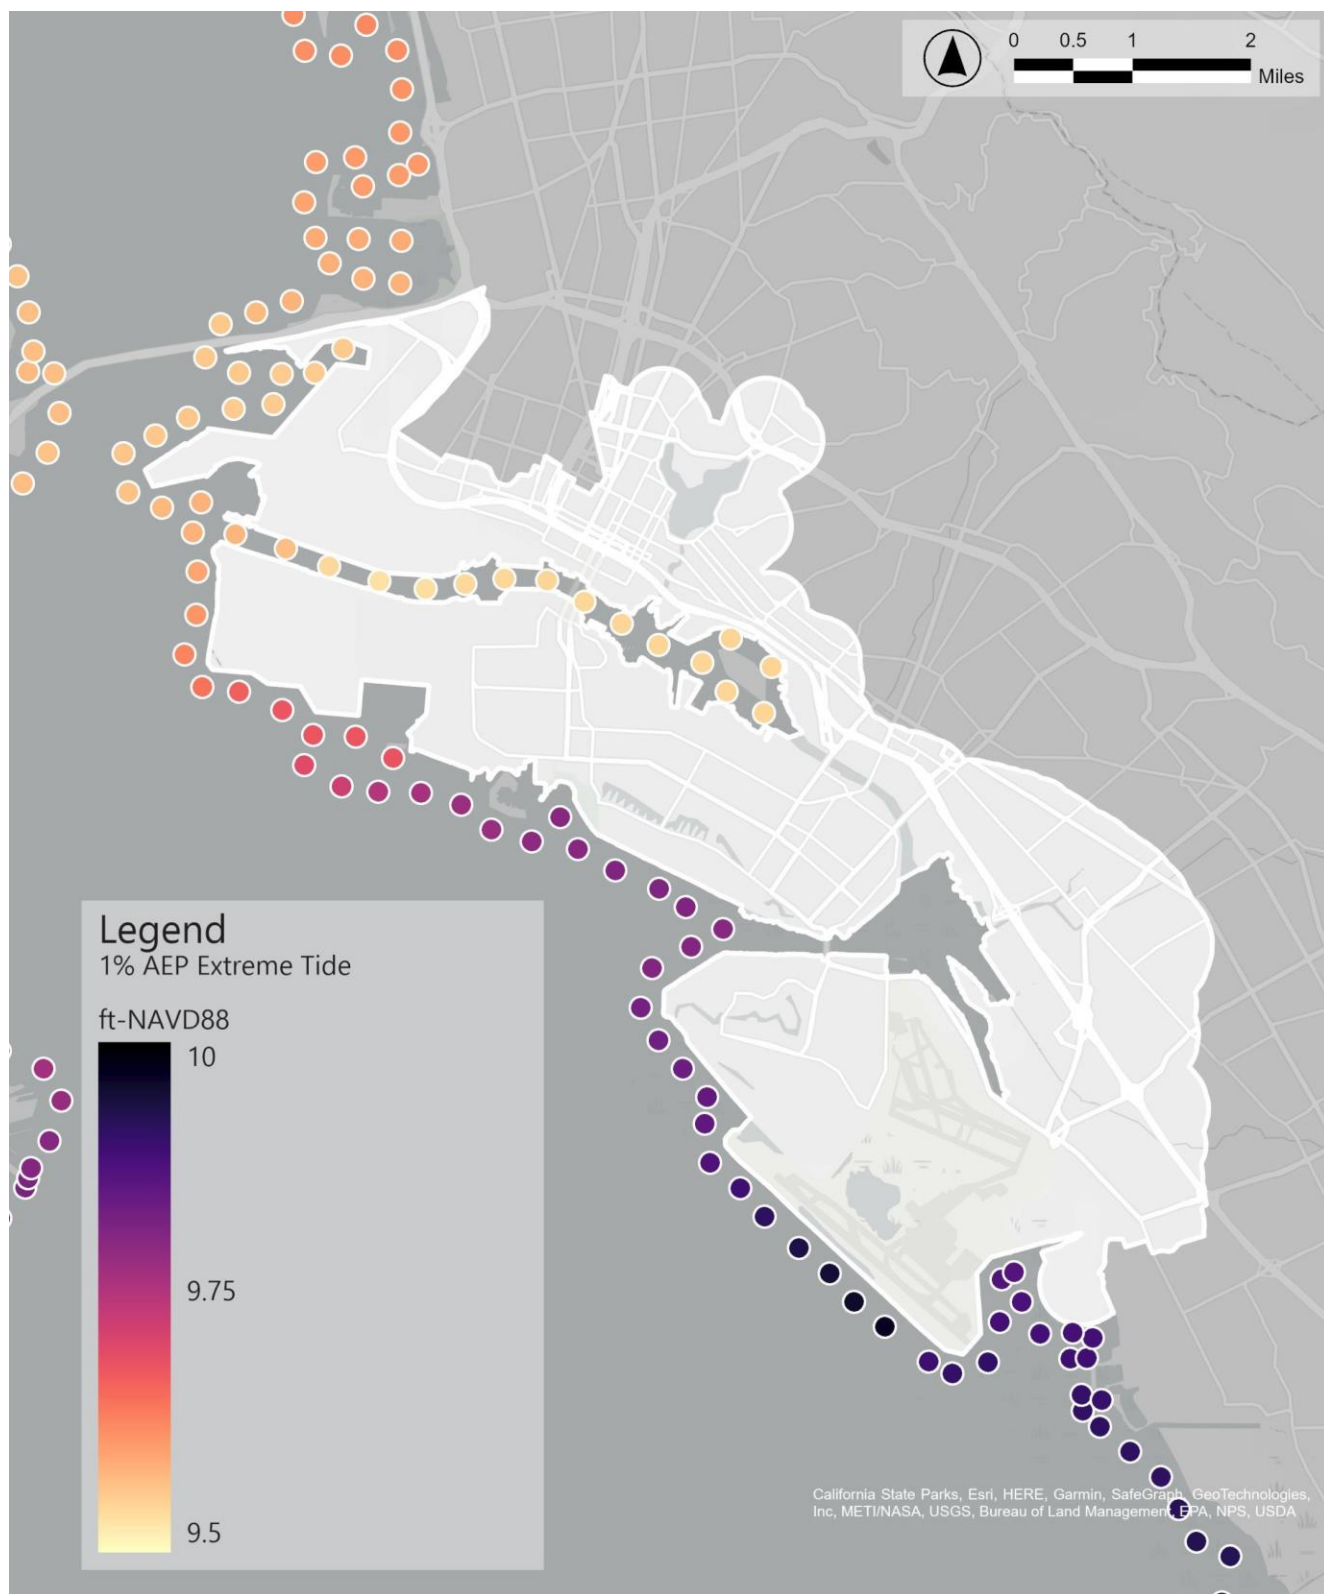 0 0.5 1 2
Miles
Legend
1% AEP Extreme Tide
ft-NAVD88
10
9.75
9.5
California State Parks, Esri, HERE, Garmin, SafeGraph, GeoTechnologies,
Inc, METI/NASA, USGS, Bureau of Land Management, EPA, NPS, USDA